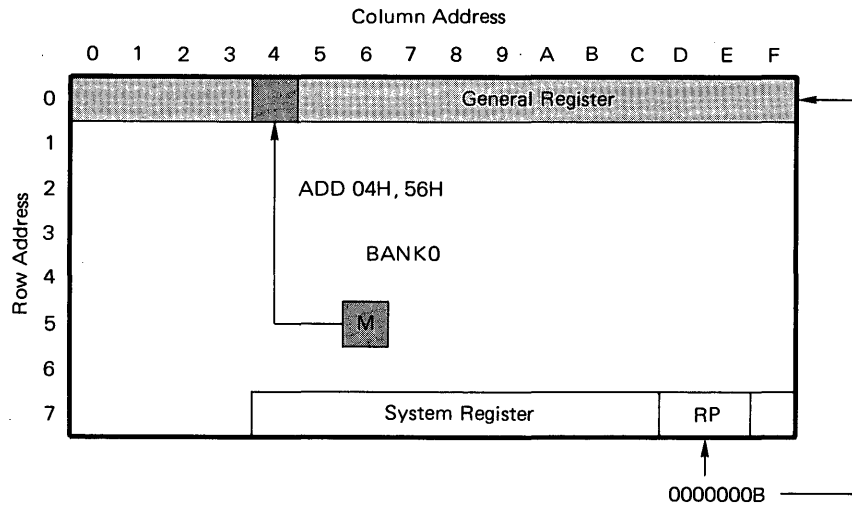 Column Address
0 1 2 3 4 5 6 7 8 9 A B C D E F
0 General Register
1
2 ADD 04H, 56H
3
BANK0
4
5 M
6
7 System Register RP
Row Address
0000000B